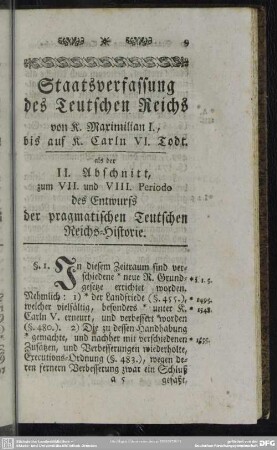 9
Staatsverfassung
des Teutschen Reichs
von K. Maximilian I.,
bis auf K. Carln VI. Todt.
als der
II. Abschnitt,
zum VII. und VIII. Periodo
des Entwurfs
der pragmatischen Teutschen
Reichs-Historie.
§. 1. In diesem Zeitraum sind ver-
schiedene * neue R. Grund-
gesetze errichtet worden.
Nehmlich: 1) * der Landfriede (§. 455.), * 1495.
welcher vielfältig, besonders * unter K. * 1548.
Carln V. erneurt, und verbessert worden
(§. 480.). 2) Die zu dessen Handhabung
* gemachte, und nachher mit verschiedenen
Zusätzen, und Verbesserungen wiederholte,
Executions-Ordnung (§. 483.), wegen de-
ren fernern Verbesserung zwar ein Schluß
a 5 gefaßt,